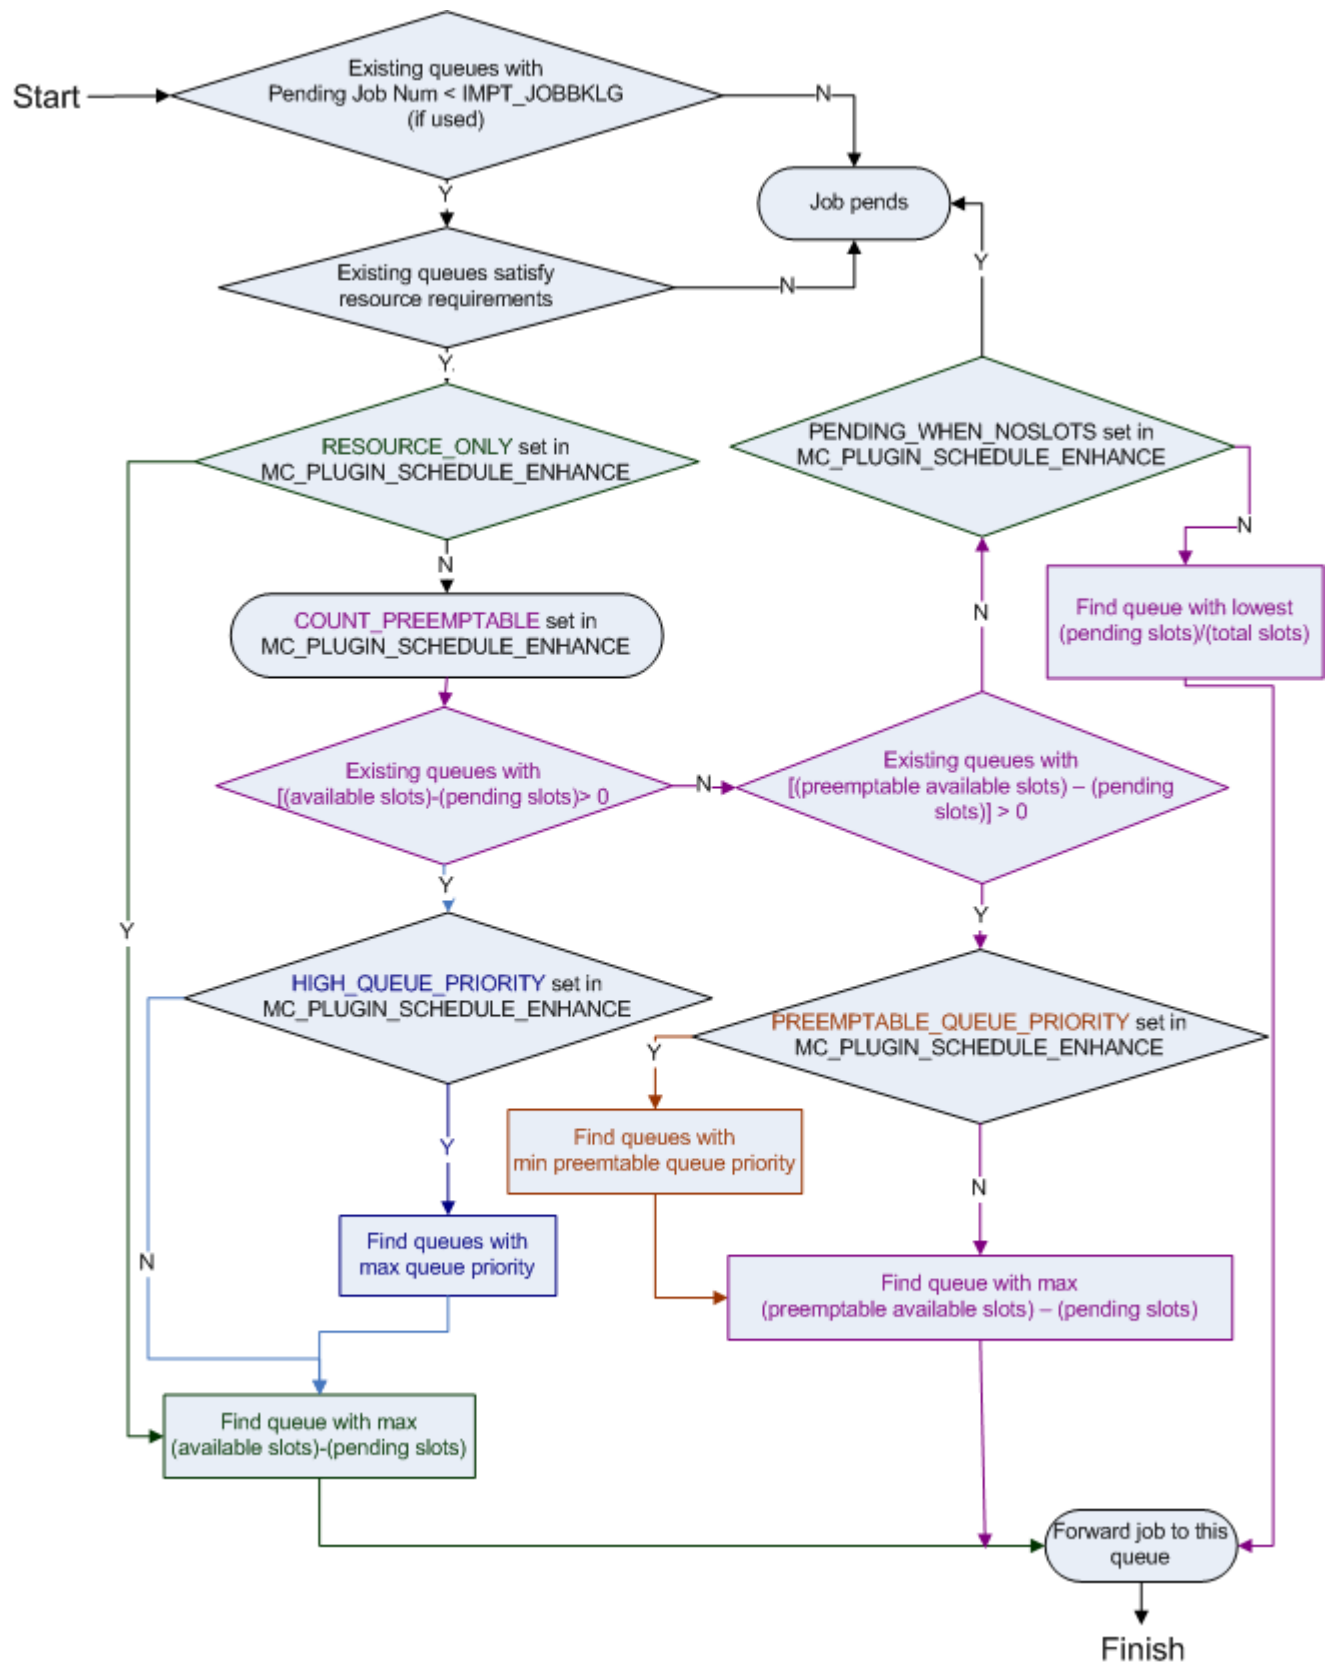 Existing queues with
Pending Job Num < IMPT_JOBBKLG
(if used)
Start
N
Y
Job pends
Existing queues satisfy
resource requirements
N
Y
Y
RESOURCE_ONLY set in
MC_PLUGIN_SCHEDULE_ENHANCE
PENDING_WHEN_NOSLOTS set in
MC_PLUGIN_SCHEDULE_ENHANCE
N
N
COUNT_PREEMPTABLE set in
MC_PLUGIN_SCHEDULE_ENHANCE
Find queue with lowest
(pending slots)/(total slots)
N
Existing queues with
[(available slots)-(pending slots)> 0
N
Existing queues with
[(preemptable available slots) – (pending
slots)] > 0
Y
Y
Y
HIGH_QUEUE_PRIORITY set in
MC_PLUGIN_SCHEDULE_ENHANCE
PREEMPTABLE_QUEUE_PRIORITY set in
MC_PLUGIN_SCHEDULE_ENHANCE
Y
Y
Find queues with
min preemtable queue priority
N
N
Find queues with
max queue priority
Find queue with max
(preemptable available slots) – (pending slots)
Find queue with max
(available slots)-(pending slots)
Forward job to this
queue
Finish